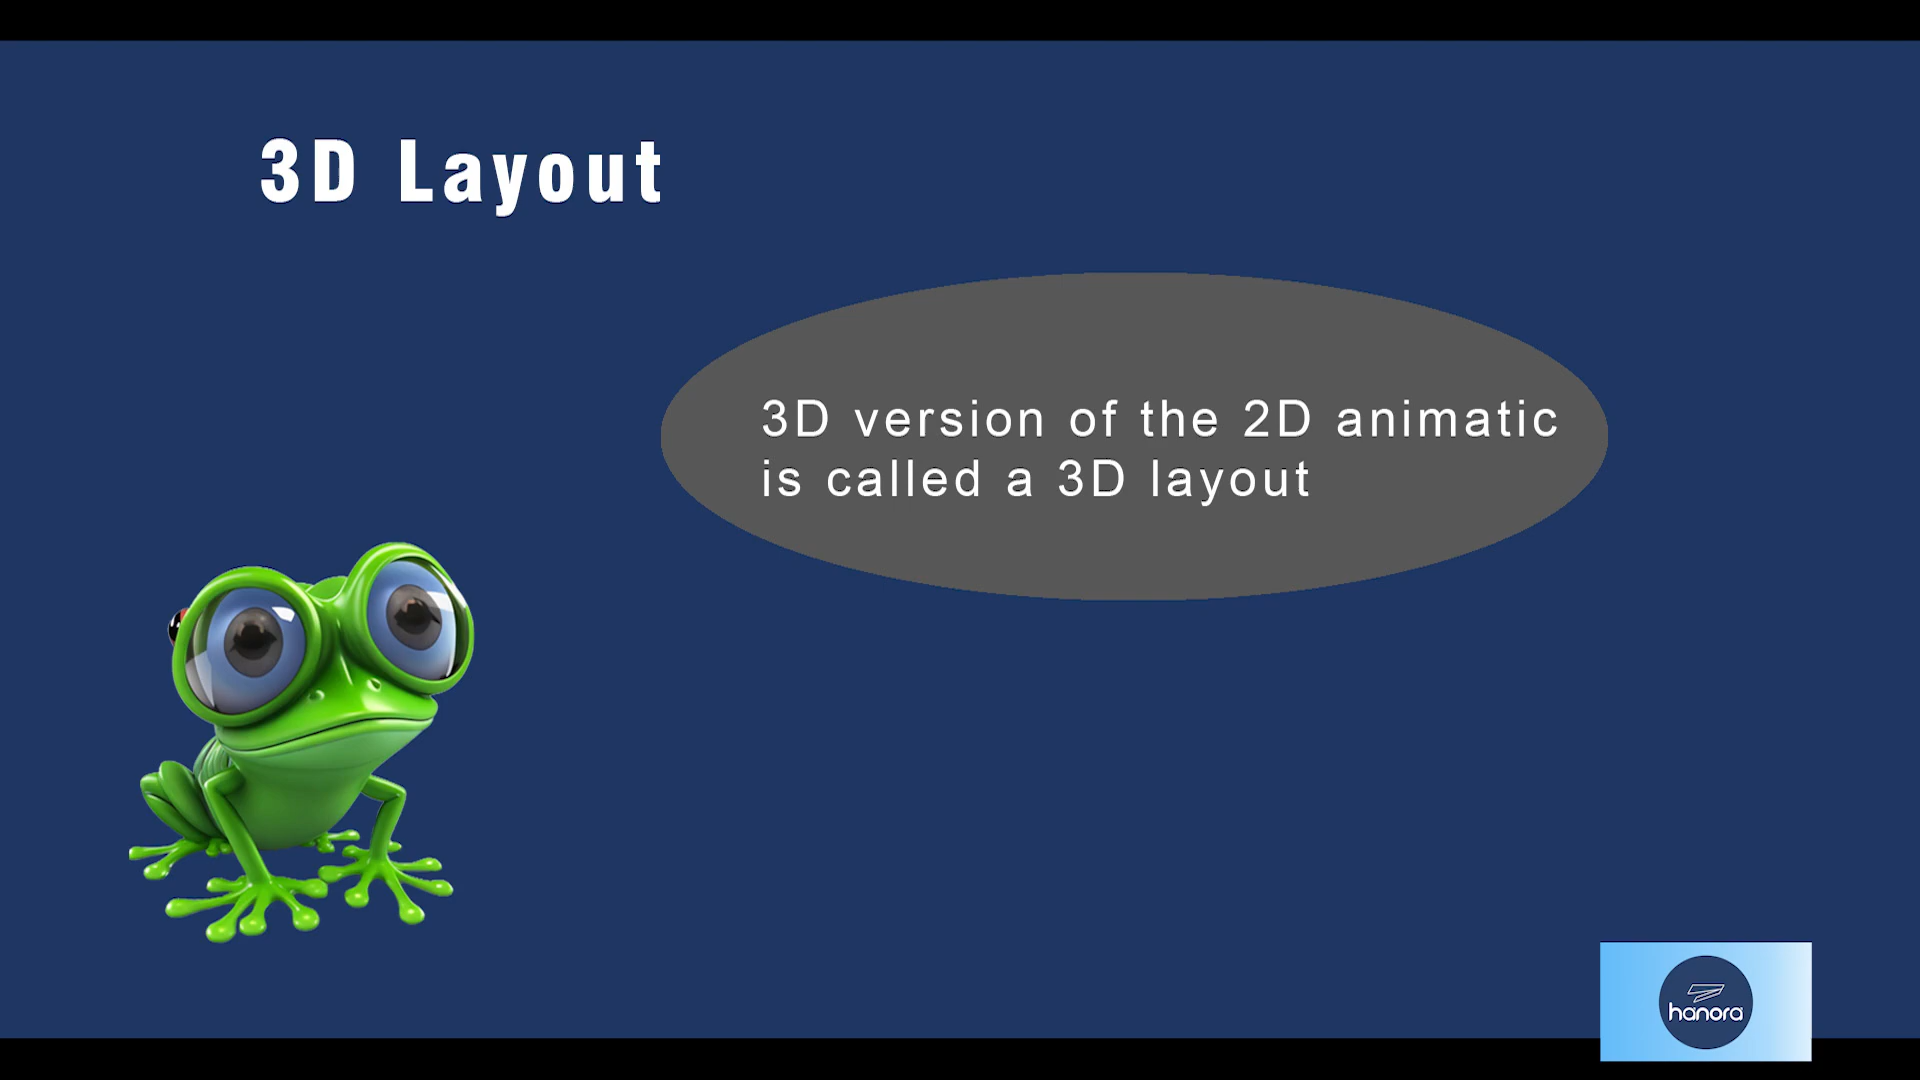 3D Layout
3D version of the 2D animatic
is called a 3D layout
hanora